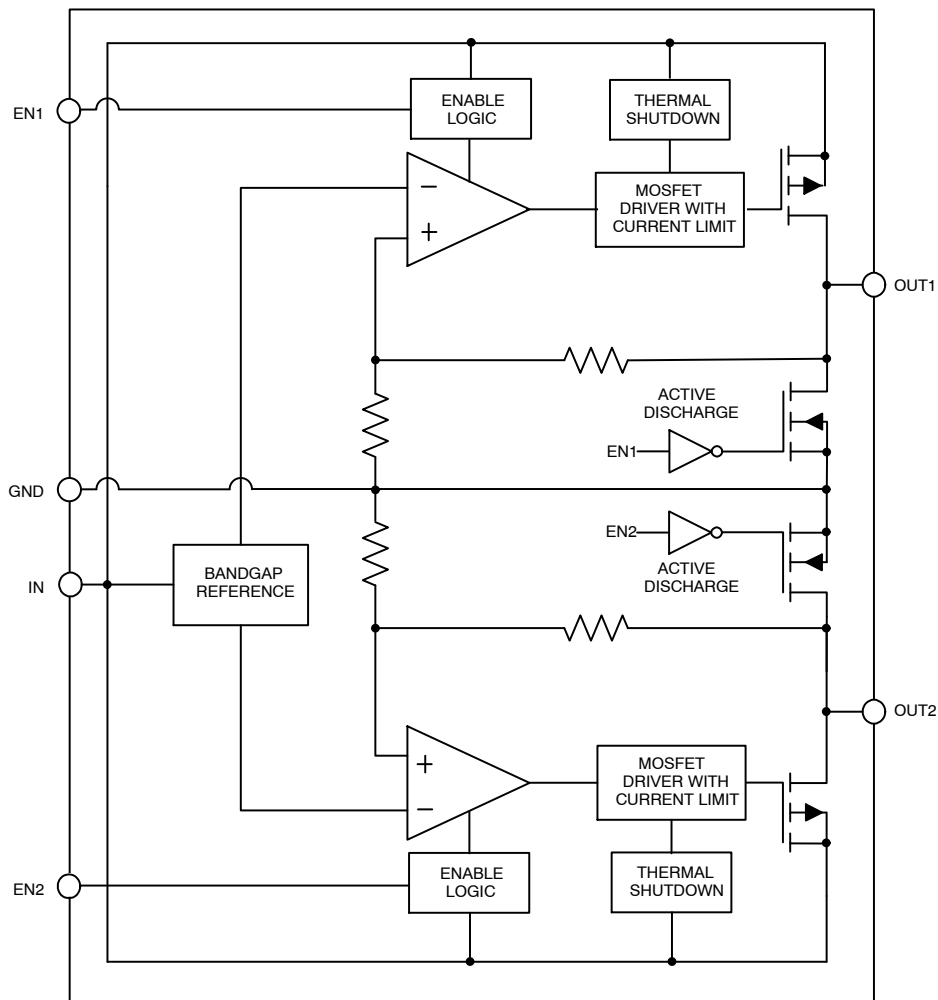 EN1
ENABLE
LOGIC
THERMAL
SHUTDOWN
MOSFET
DRIVER WITH
CURRENT LIMIT
−
+
OUT1
ACTIVE
DISCHARGE
EN1
GND
EN2
ACTIVE
DISCHARGE
IN
BANDGAP
REFERENCE
OUT2
+
−
MOSFET
DRIVER WITH
CURRENT LIMIT
EN2
ENABLE
LOGIC
THERMAL
SHUTDOWN